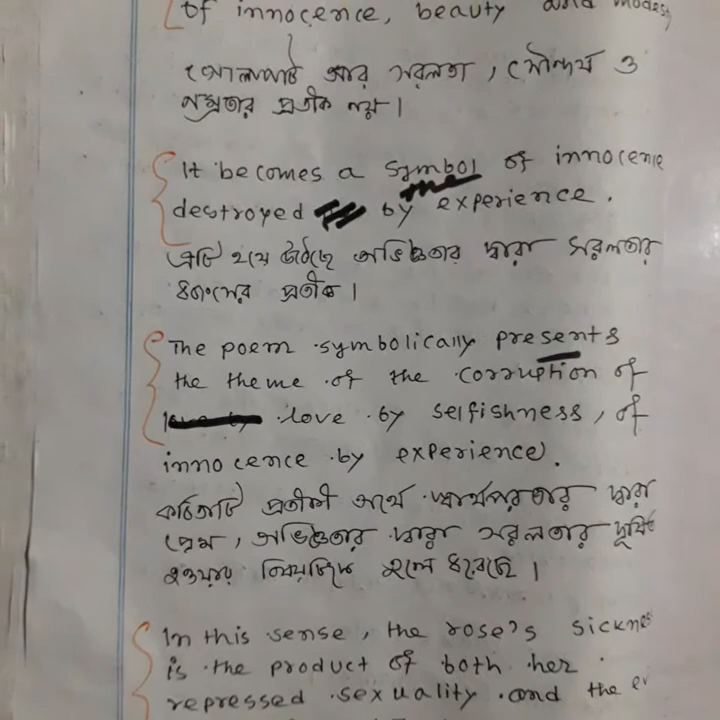 of innocence, beauty and modes
গোলাপটি আর সরলতা, সৌন্দর্য ও
নম্রতার প্রতীক নয়।
It becomes a symbol of innocence
destroyed by experience.
এটি হয়ে উঠছে অভিজ্ঞতার দ্বারা সরলতার
ধ্বংসের প্রতীক।
The poem symbolically presents
the theme of the corruption of
love by selfishness, of
innocence by experience.
কবিতাটি প্রতীকী অর্থে স্বার্থপরতার দ্বারা
প্রেম, অভিজ্ঞতার দ্বারা সরলতার দূষিত
হওয়ার বিষয়টিকে তুলে ধরেছে।
In this sense, the rose's sicknes
is the product of both her
repressed sexuality and the